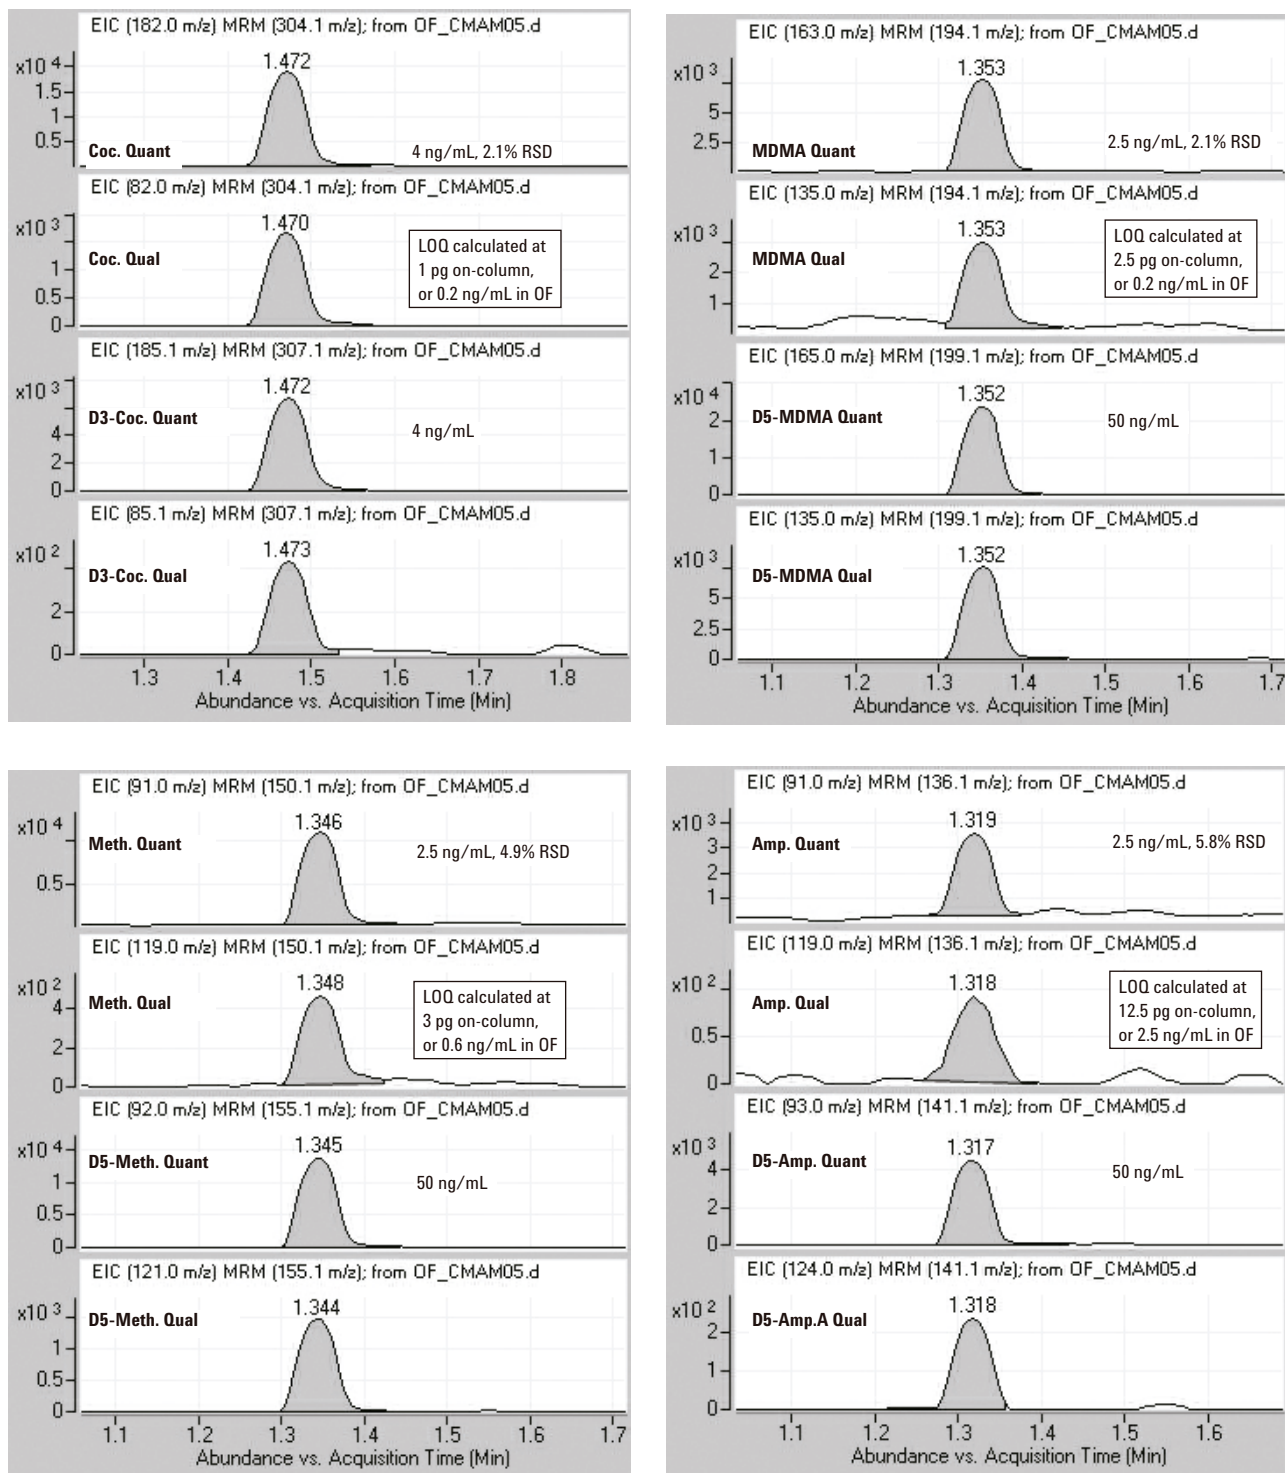 EIC (182.0 m/z) MRM (304.1 m/z); from OF_CMAM05.d
x10 4
1.5
1
0.5
1.472
Coc. Quant
4 ng/mL, 2.1% RSD
EIC (82.0 m/z) MRM (304.1 m/z); from OF_CMAM05.d
x10 3
1
0.5
0
1.470
Coc. Qual
LOQ calculated at
1 pg on-column,
or 0.2 ng/mL in OF
EIC (185.1 m/z) MRM (307.1 m/z); from OF_CMAM05.d
x10 3
4
2
0
1.472
D3-Coc. Quant
4 ng/mL
EIC (85.1 m/z) MRM (307.1 m/z); from OF_CMAM05.d
x10 2
2
0
1.473
D3-Coc. Qual
1.3 1.4 1.5 1.6 1.7 1.8
Abundance vs. Acquisition Time (Min)
EIC (163.0 m/z) MRM (194.1 m/z); from OF_CMAM05.d
x10 3
5
2.5
1.353
MDMA Quant
2.5 ng/mL, 2.1% RSD
EIC (135.0 m/z) MRM (194.1 m/z); from OF_CMAM05.d
x10 3
2
1
1.353
MDMA Qual
LOQ calculated at
2.5 pg on-column,
or 0.2 ng/mL in OF
EIC (165.0 m/z) MRM (199.1 m/z); from OF_CMAM05.d
x10 4
2
1
0
1.352
D5-MDMA Quant
50 ng/mL
EIC (135.0 m/z) MRM (199.1 m/z); from OF_CMAM05.d
x10 3
5
2.5
0
1.352
D5-MDMA Qual
1.1 1.2 1.3 1.4 1.5 1.6 1.7
Abundance vs. Acquisition Time (Min)
EIC (91.0 m/z) MRM (150.1 m/z); from OF_CMAM05.d
x10 4
0.5
1.346
Meth. Quant
2.5 ng/mL, 4.9% RSD
EIC (119.0 m/z) MRM (150.1 m/z); from OF_CMAM05.d
x10 2
4
2
0
1.348
Meth. Qual
LOQ calculated at
3 pg on-column,
or 0.6 ng/mL in OF
EIC (92.0 m/z) MRM (155.1 m/z); from OF_CMAM05.d
x10 4
1
0.5
0
1.345
D5-Meth. Quant
50 ng/mL
EIC (121.0 m/z) MRM (155.1 m/z); from OF_CMAM05.d
x10 3
1
0.5
0
1.344
D5-Meth. Qual
1.1 1.2 1.3 1.4 1.5 1.6 1.7
Abundance vs. Acquisition Time (Min)
EIC (91.0 m/z) MRM (136.1 m/z); from OF_CMAM05.d
x10 3
3
2
1
1.319
Amp. Quant
2.5 ng/mL, 5.8% RSD
EIC (119.0 m/z) MRM (136.1 m/z); from OF_CMAM05.d
x10 2
1
0.5
0
1.318
Amp. Qual
LOQ calculated at
12.5 pg on-column,
or 2.5 ng/mL in OF
EIC (93.0 m/z) MRM (141.1 m/z); from OF_CMAM05.d
x10 3
4
2
0
1.317
D5-Amp. Quant
50 ng/mL
EIC (124.0 m/z) MRM (141.1 m/z); from OF_CMAM05.d
x10 2
2
1
0
1.318
D5-Amp.A Qual
1.1 1.2 1.3 1.4 1.5 1.6
Abundance vs. Acquisition Time (Min)